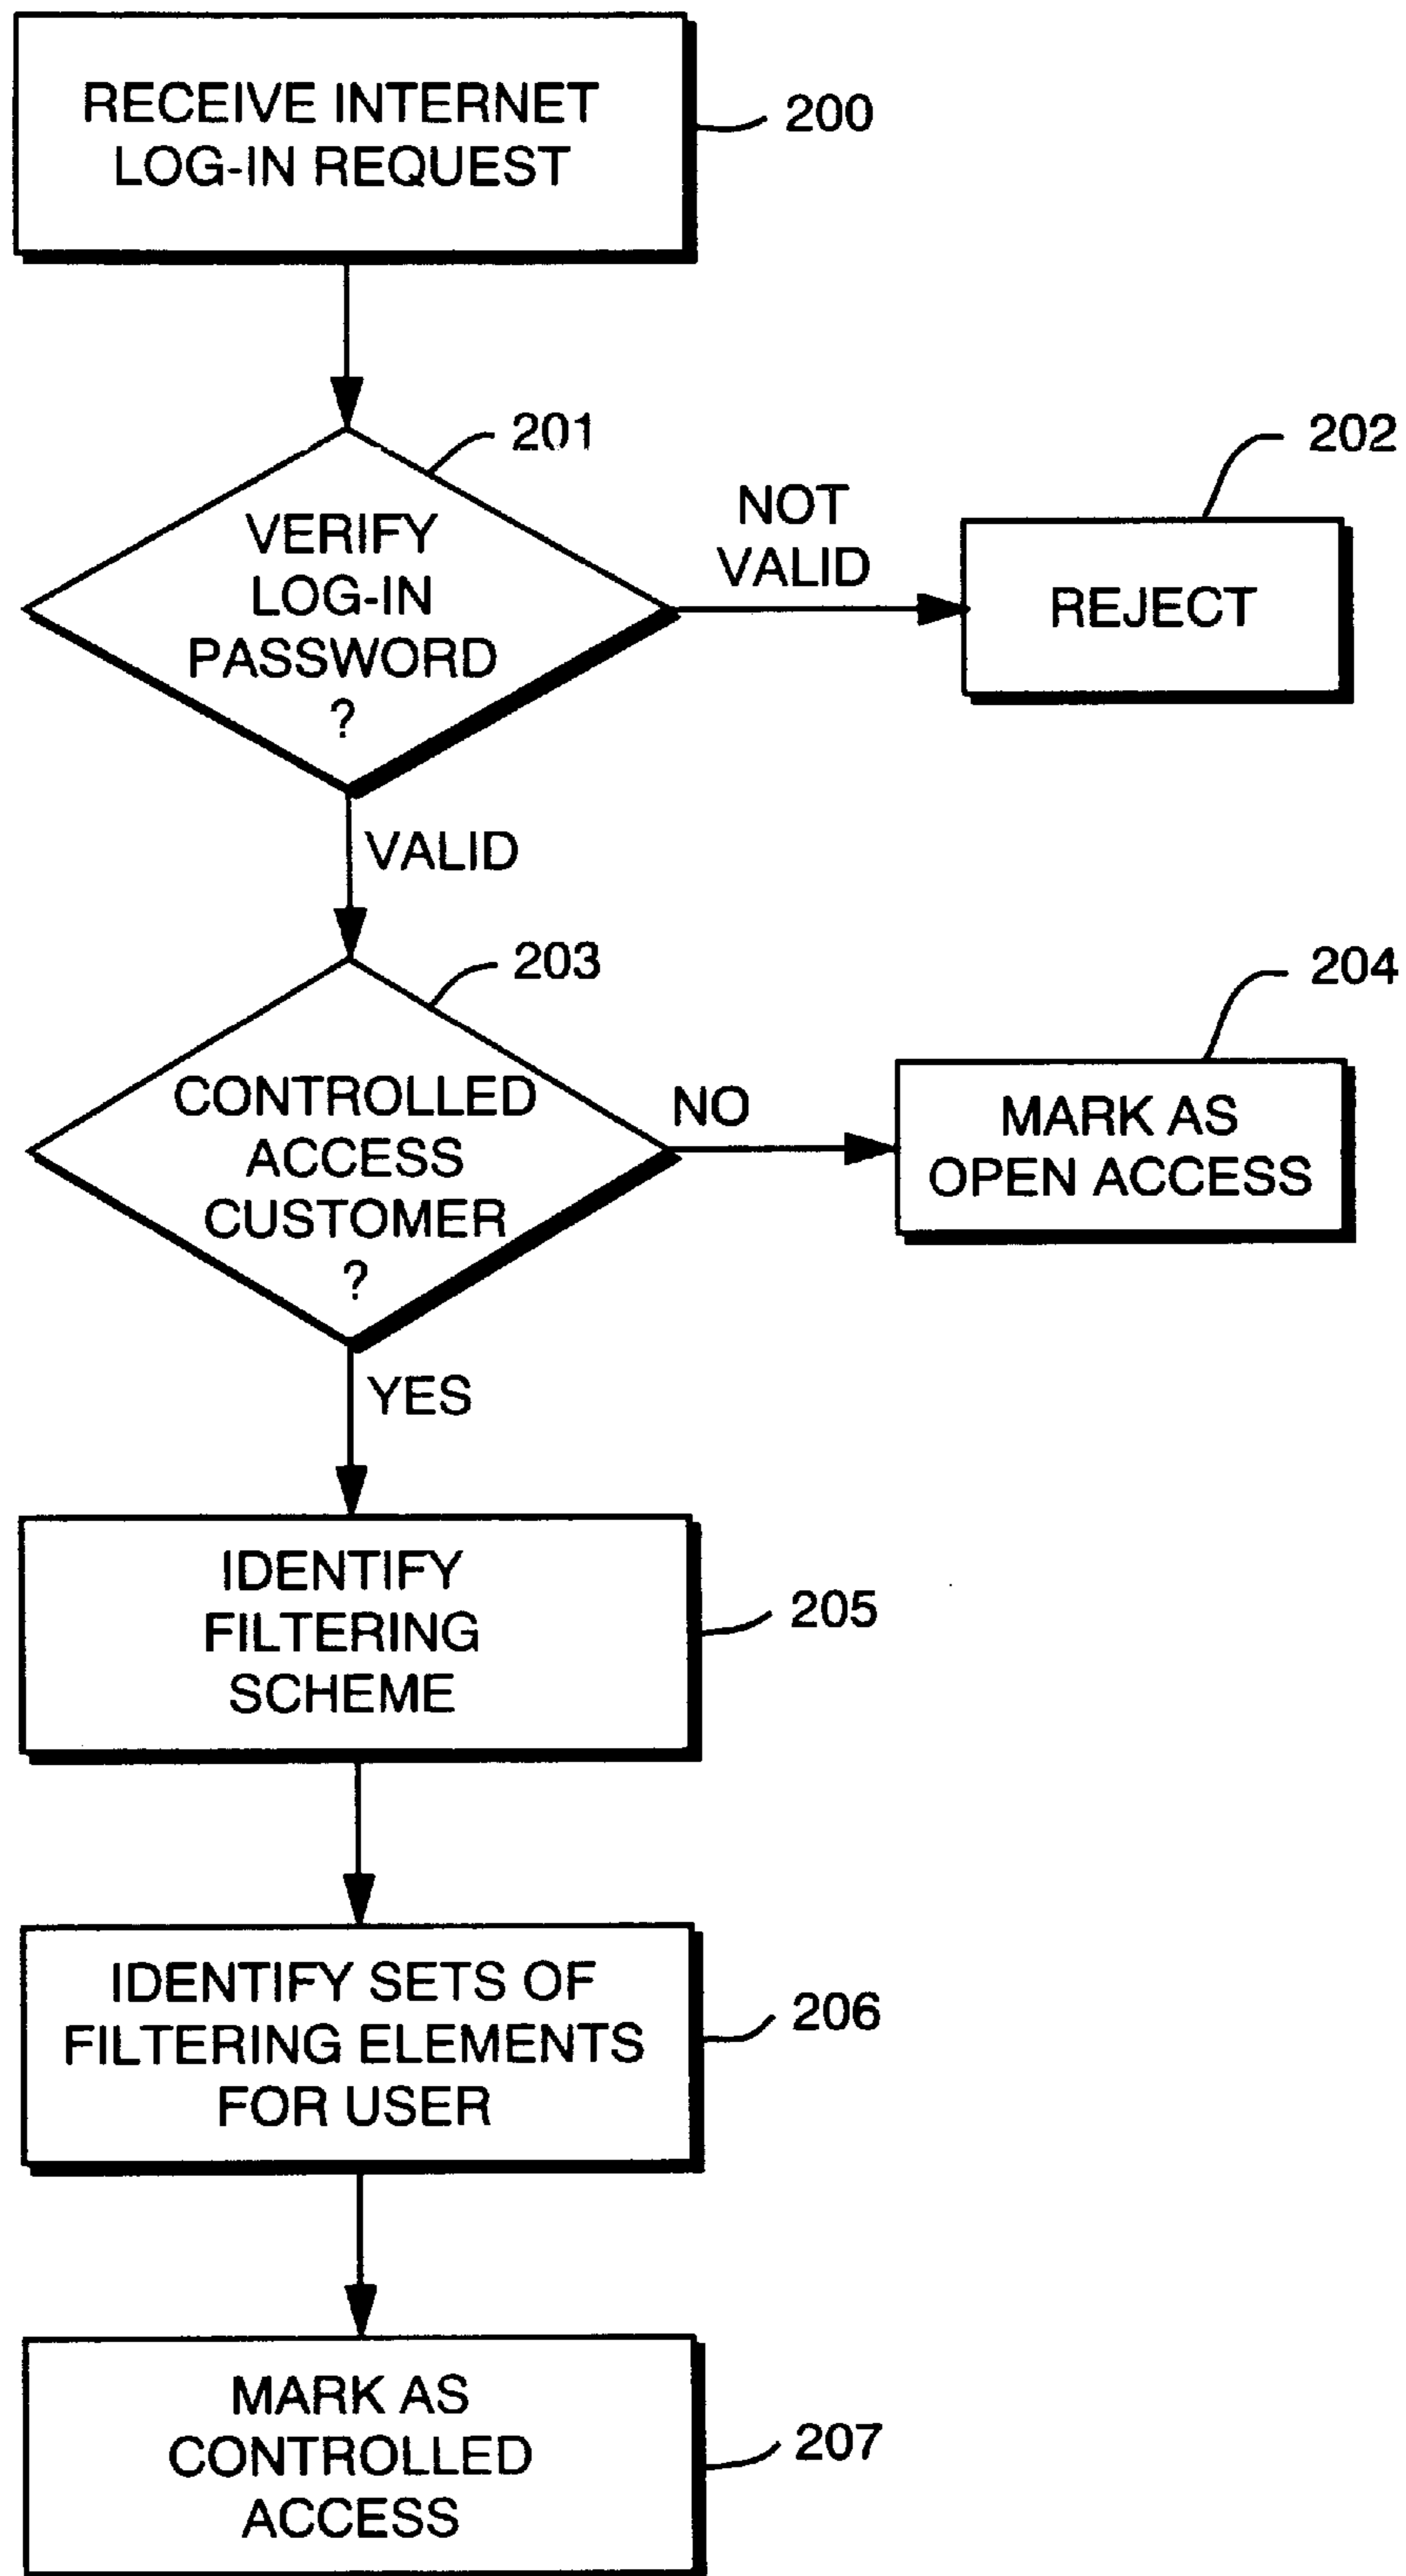 RECEIVE INTERNET
LOG-IN REQUEST
200
201
VERIFY
LOG-IN
PASSWORD
?
NOT
VALID
202
REJECT
VALID
203
CONTROLLED
ACCESS
CUSTOMER
?
NO
204
MARK AS
OPEN ACCESS
YES
IDENTIFY
FILTERING
SCHEME
205
IDENTIFY SETS OF
FILTERING ELEMENTS
FOR USER
206
MARK AS
CONTROLLED
ACCESS
207